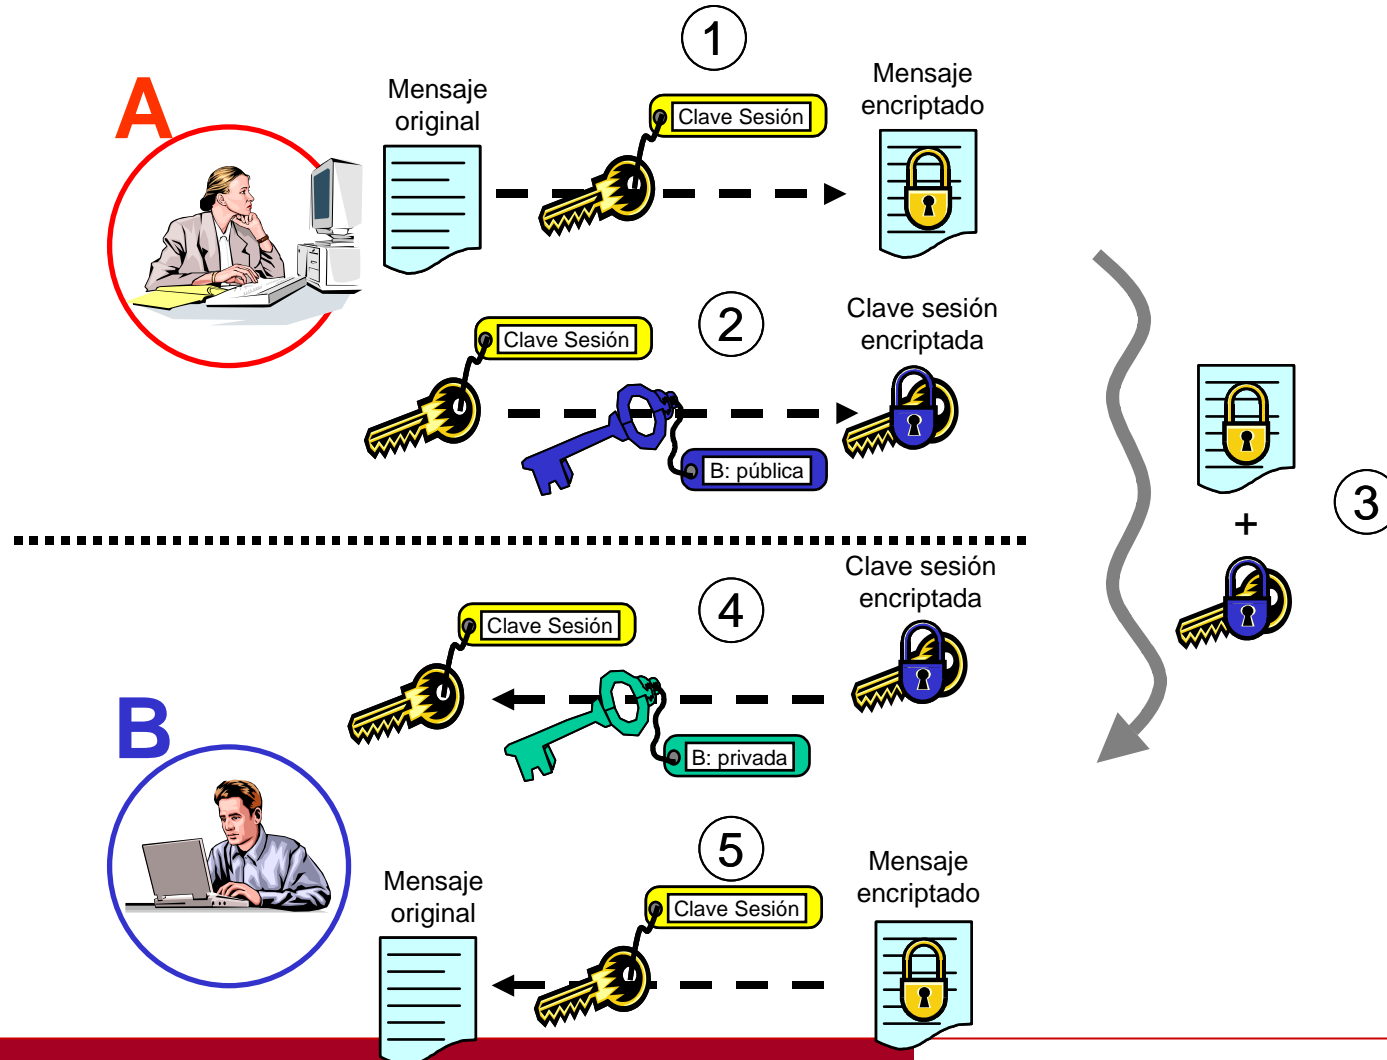 1
A
Mensaje
original
Clave Sesión
Mensaje
encriptado
2
Clave Sesión
Clave sesión
encriptada
B: pública
3
+
4
Clave sesión
encriptada
Clave Sesión
B
B: privada
5
Mensaje
original
Clave Sesión
Mensaje
encriptado